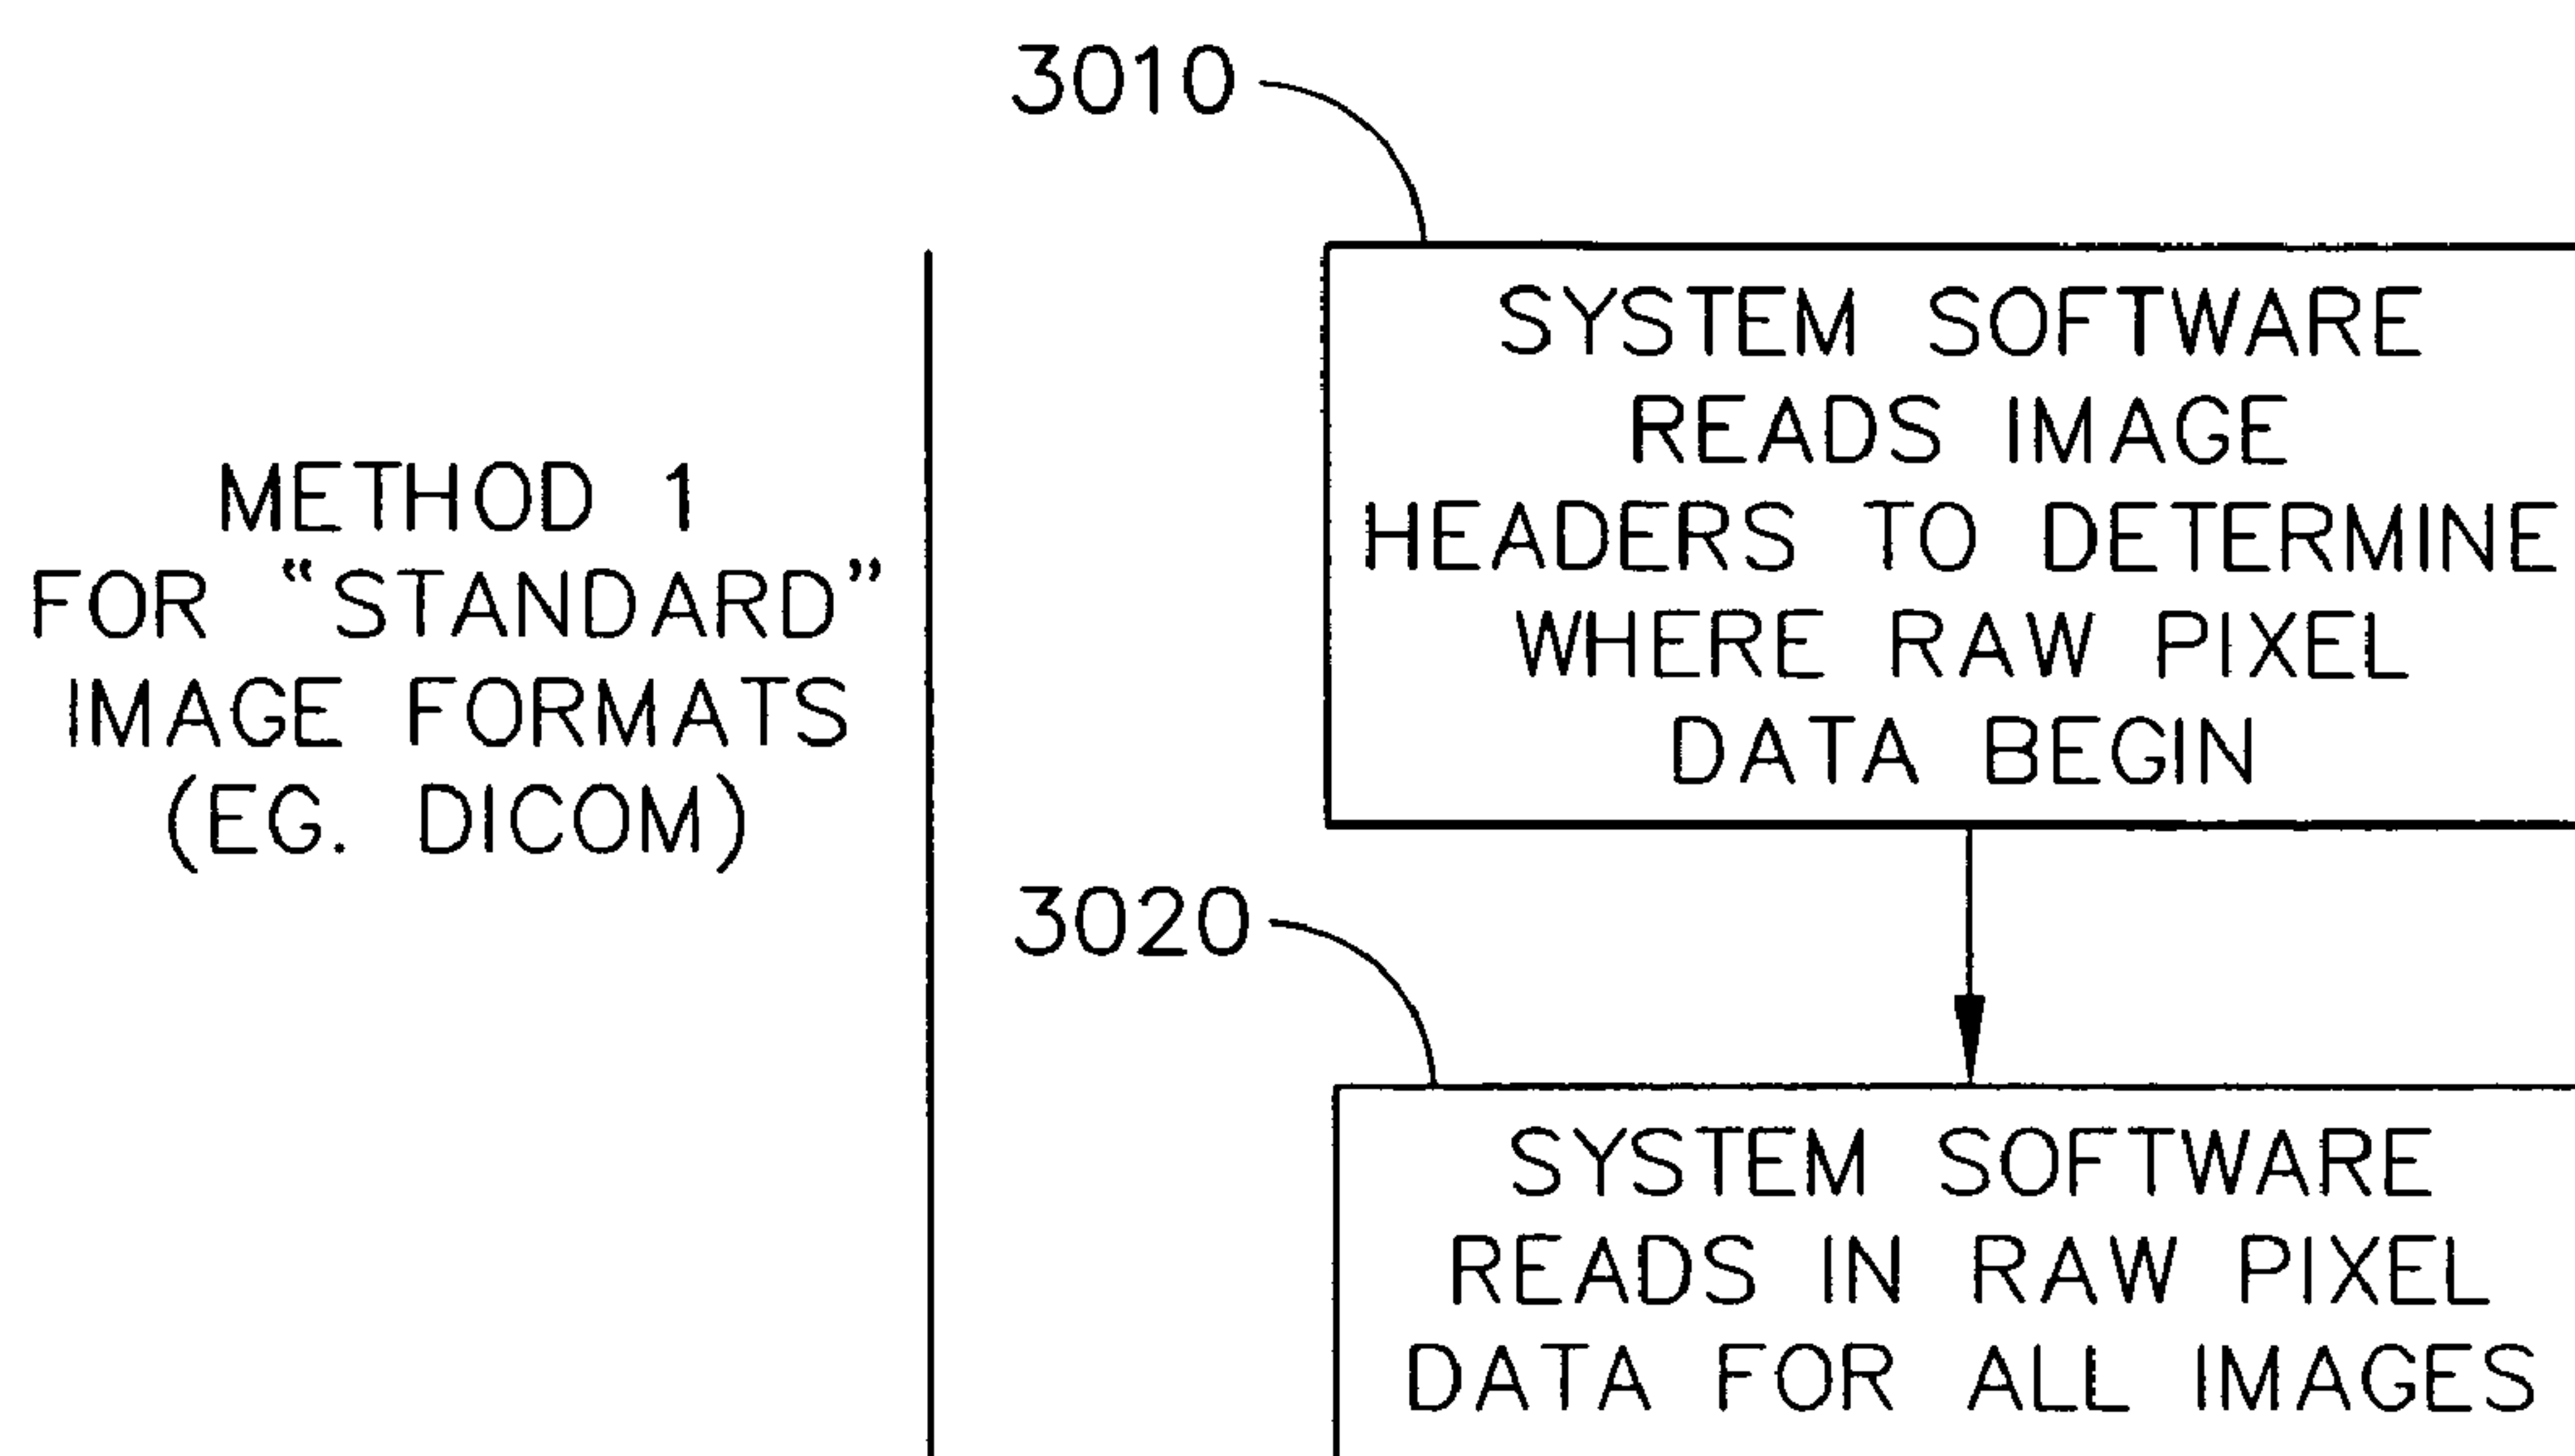 METHOD 1
FOR “STANDARD”
IMAGE FORMATS
(EG. DICOM)
3010
SYSTEM SOFTWARE
READS IMAGE
HEADERS TO DETERMINE
WHERE RAW PIXEL
DATA BEGIN
3020
SYSTEM SOFTWARE
READS IN RAW PIXEL
DATA FOR ALL IMAGES